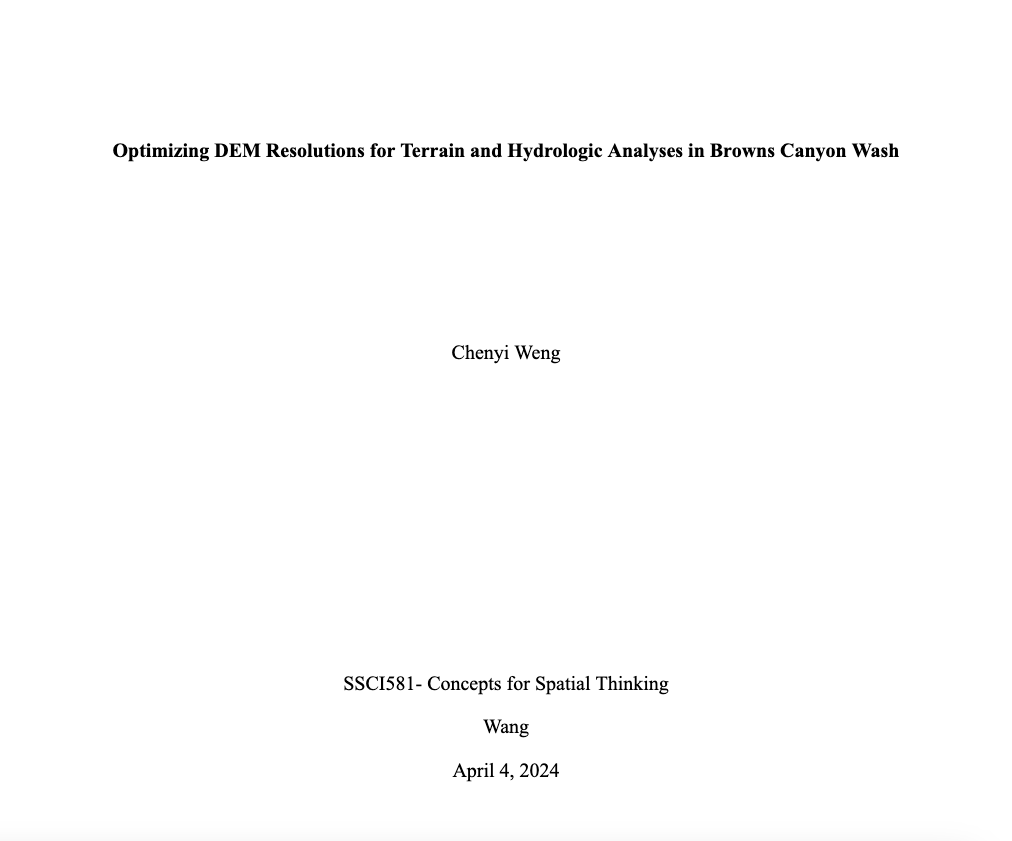 Optimizing DEM Resolutions for Terrain and Hydrologic Analyses in Browns Canyon Wash
Chenyi Weng
SSCI581- Concepts for Spatial Thinking
Wang
April 4, 2024